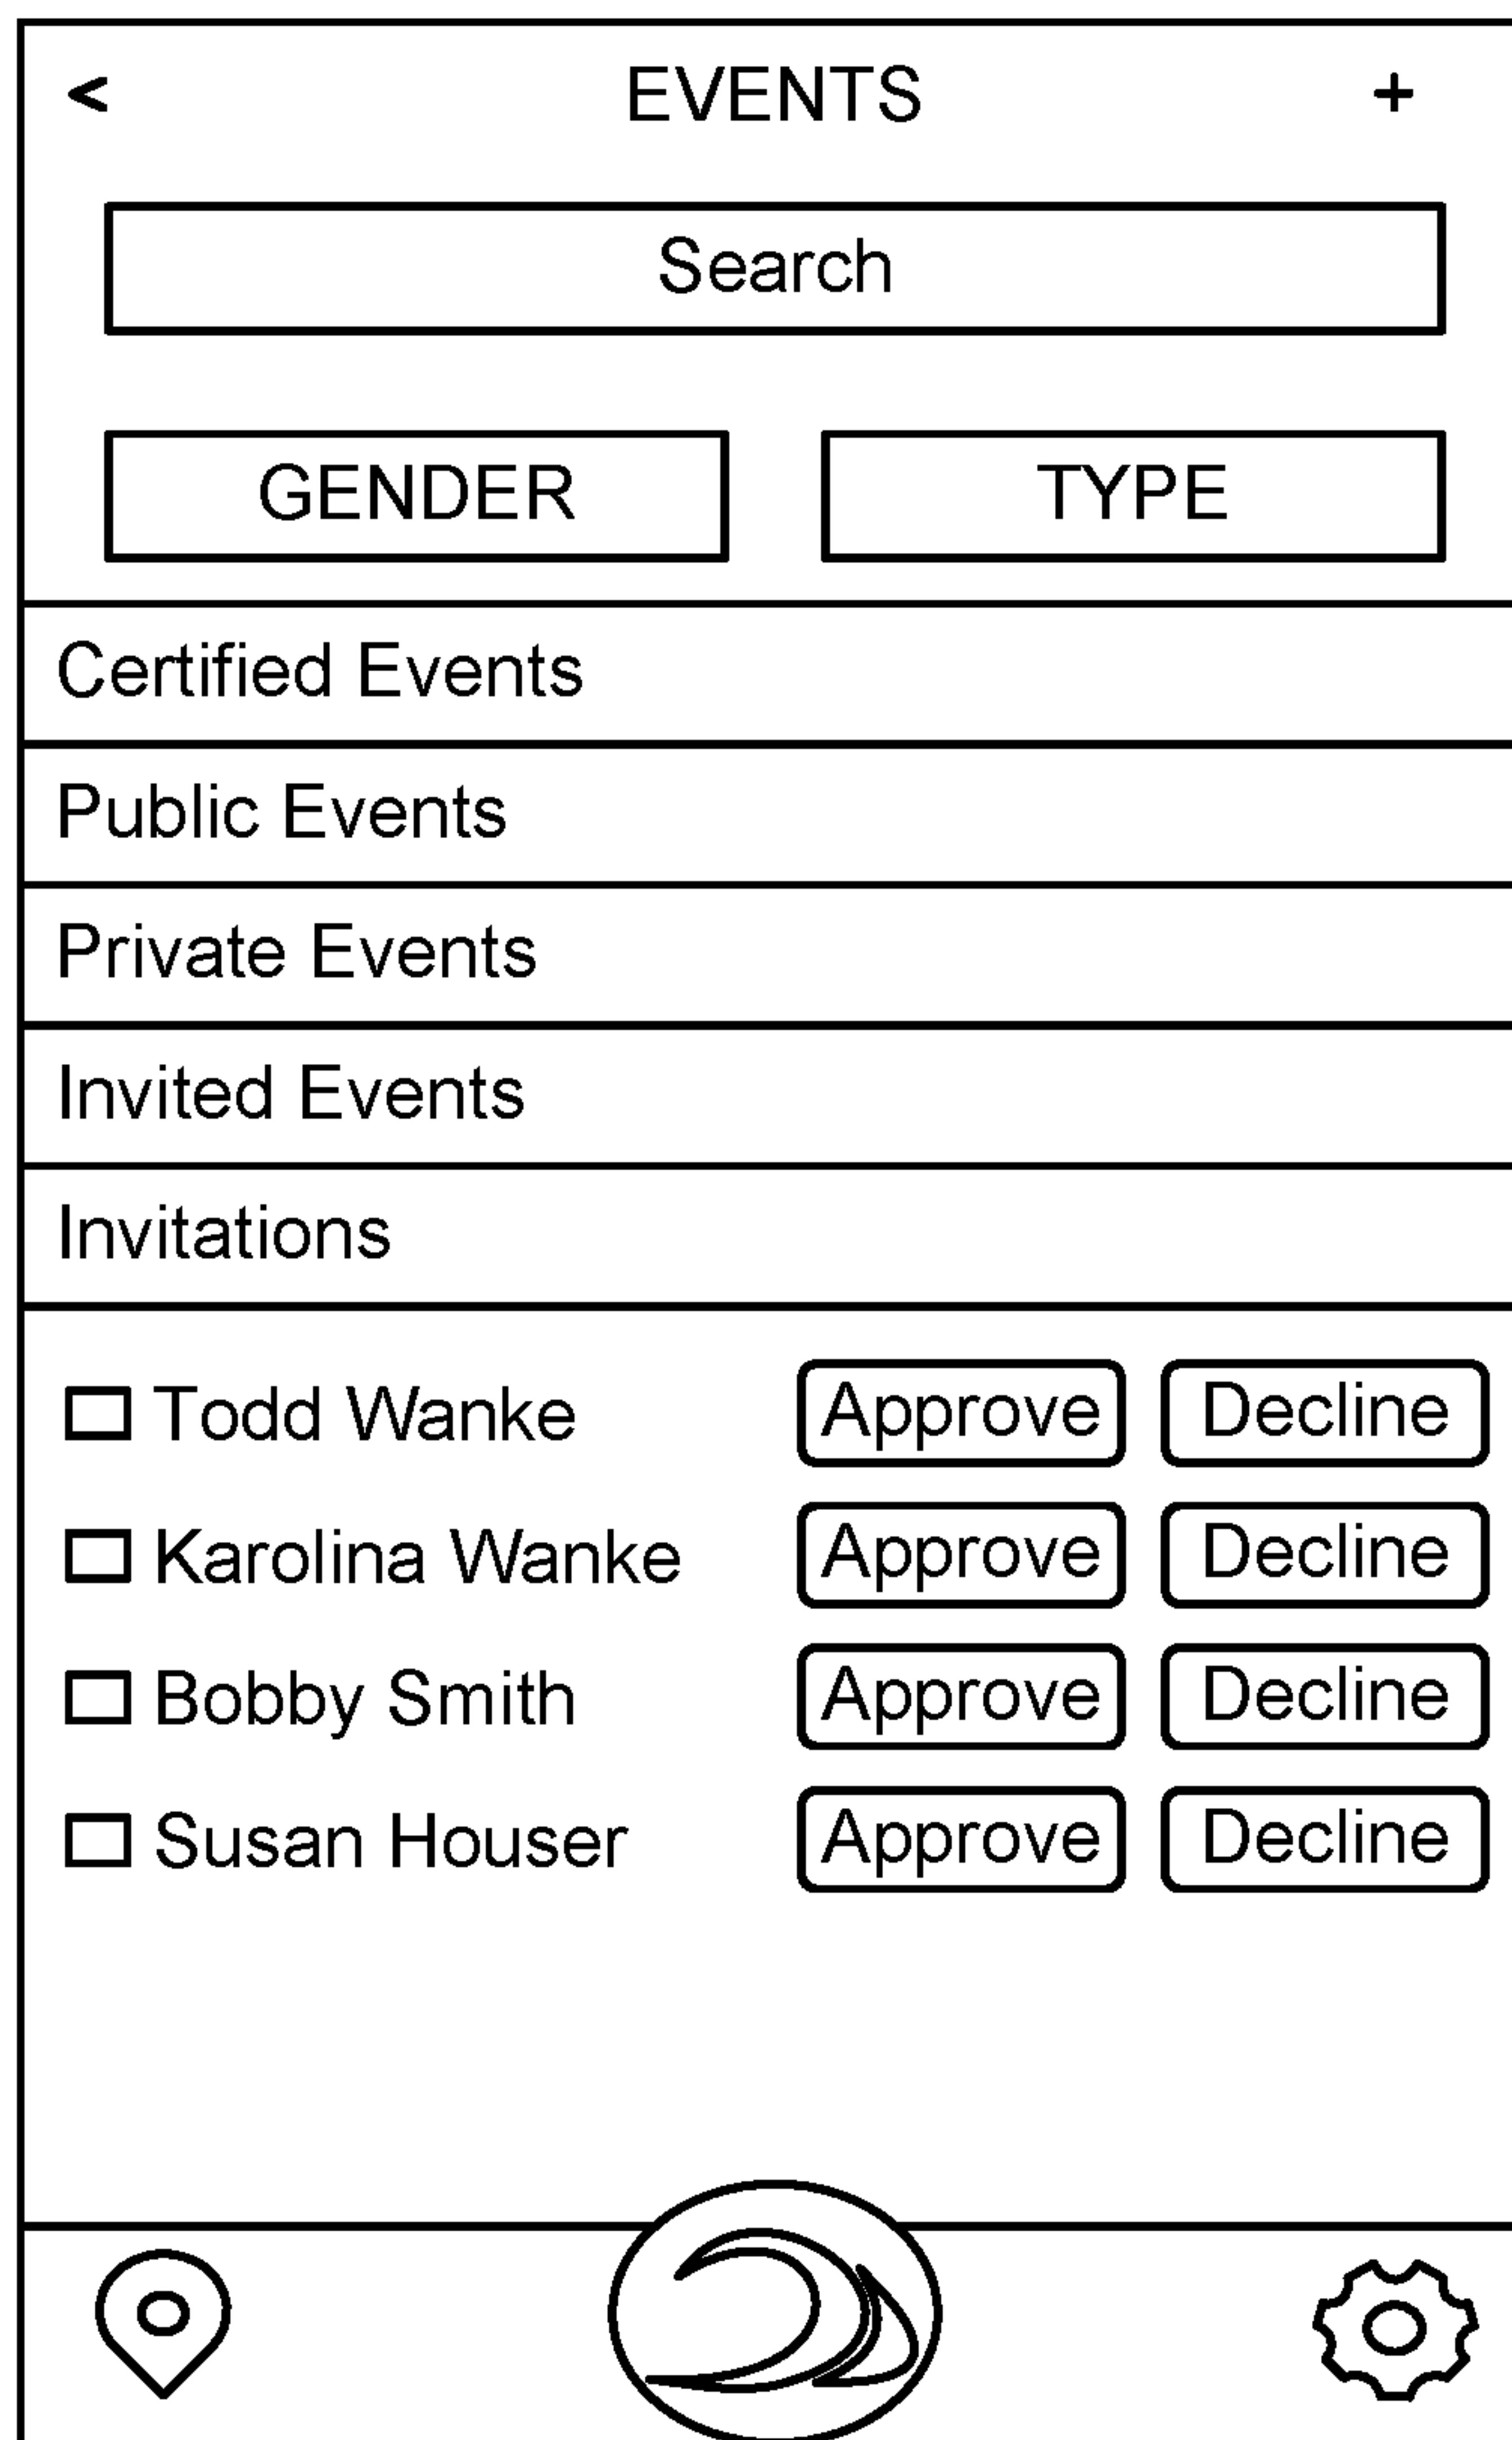 < EVENTS +
Search
GENDER TYPE
Certified Events
Public Events
Private Events
Invited Events
Invitations
Todd Wanke Approve Decline
Karolina Wanke Approve Decline
Bobby Smith Approve Decline
Susan Houser Approve Decline